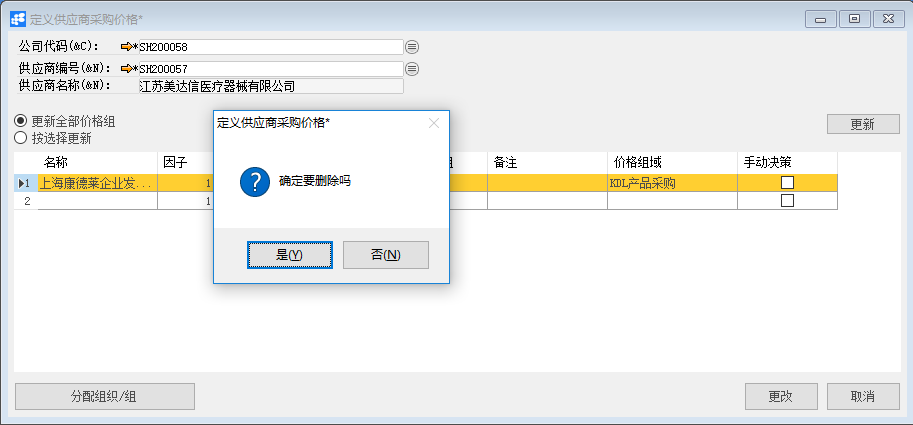 定义供应商采购价格*
公司代码(&C): *SH200058
供应商编号(&N): *SH200057
供应商名称(&N): 江苏美达信医疗器械有限公司
更新全部价格组
按选择更新
更新
定义供应商采购价格*
确定要删除吗
是(Y) 否(N)
名称 因子 组 备注 价格组域 手动决策
1 上海康德莱企业发... 1 KDL产品采购
2 1
分配组织/组 更改 取消